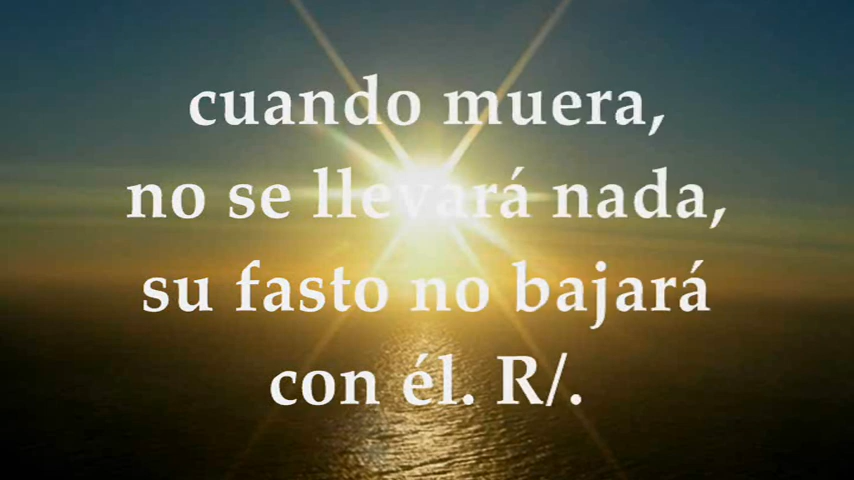 cuando muera,
no se llevará nada,
su fasto no bajará
con él. R/.